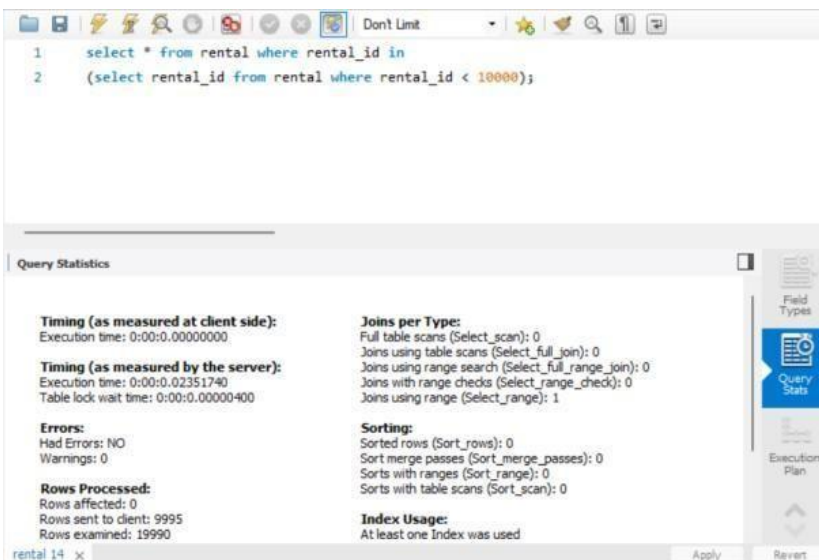 Don't Limit
1 select * from rental where rental_id in
2 (select rental_id from rental where rental_id < 10000);
Query Statistics
Timing (as measured at client side):
Execution time: 0:00:0.00000000
Timing (as measured by the server):
Execution time: 0:00:0.02351740
Table lock wait time: 0:00:0.00000400
Errors:
Had Errors: NO
Warnings: 0
Rows Processed:
Rows affected: 0
Rows sent to client: 9995
Rows examined: 19990
Joins per Type:
Full table scans (Select_scan): 0
Joins using table scans (Select_full_join): 0
Joins using range search (Select_full_range_join): 0
Joins with range checks (Select_range_check): 0
Joins using range (Select_range): 1
Sorting:
Sorted rows (Sort_rows): 0
Sort merge passes (Sort_merge_passes): 0
Sorts with ranges (Sort_range): 0
Sorts with table scans (Sort_scan): 0
Index Usage:
At least one Index was used
Field
Types
Query
Stats
Execution
Plan
rental 14
Apply
Revert